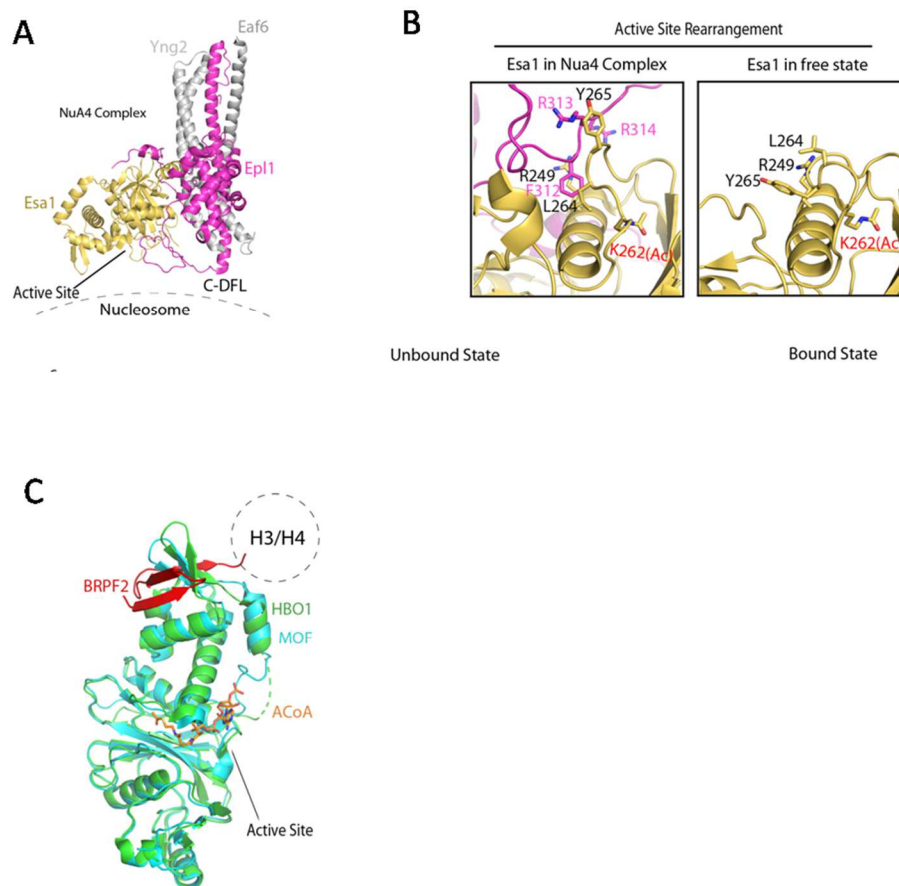 A
Yng2
Eaf6
NuA4 Complex
Epl1
Esa1
Active Site
C-DFL
Nucleosome
B
Active Site Rearrangement
Esa1 in Nua4 Complex
Esa1 in free state
Y265
R313
R314
R249
F312
L264
K262(Ac
L264
R249
Y265
K262(Ac
Unbound State
Bound State
C
H3/H4
BRPF2
HBO1
MOF
ACoA
Active Site